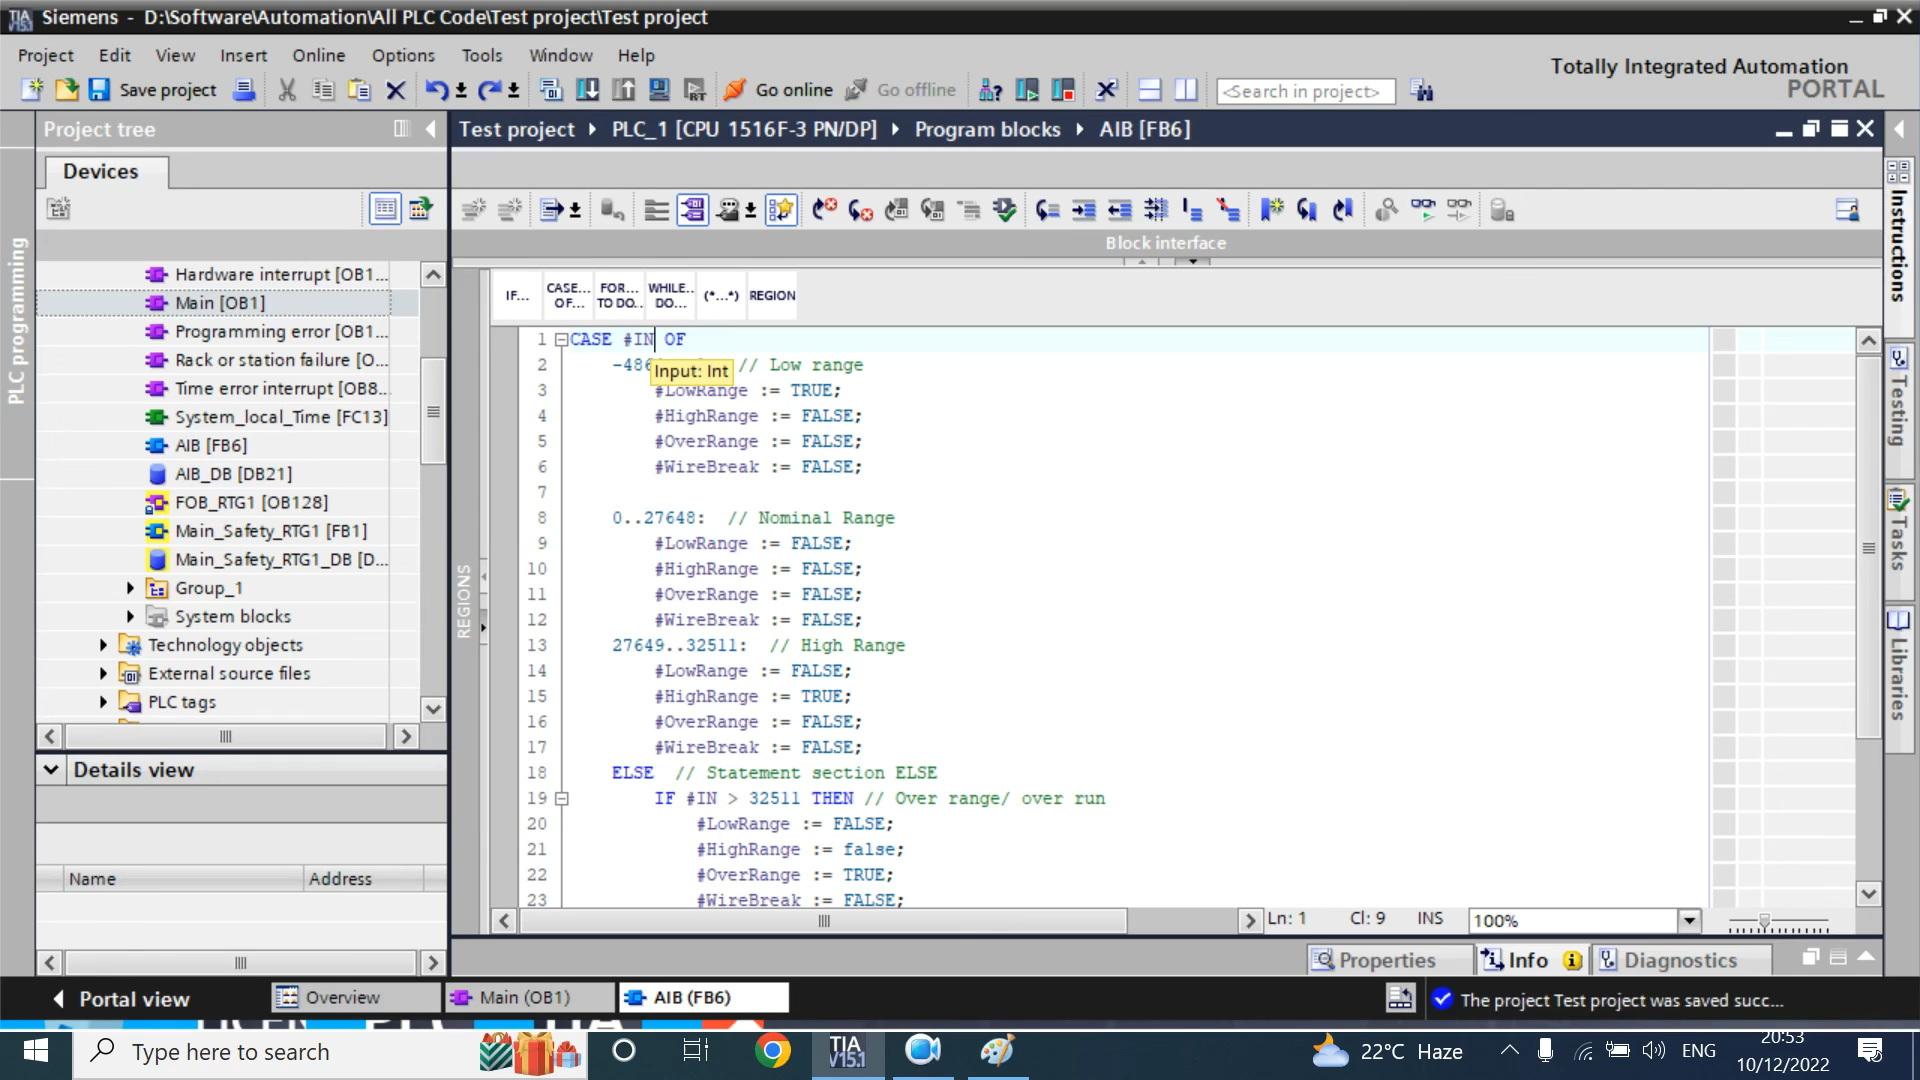 TIA V15.1 Siemens - D:\Software\Automation\All PLC Code\Test project\Test project
Project Edit View Insert Online Options Tools Window Help
Totally Integrated Automation
PORTAL
Save project
Go online
Go offline
<Search in project>
Project tree
Test project PLC_1 [CPU 1516F-3 PN/DP] Program blocks AIB [FB6]
Devices
Block interface
PLC programming
Hardware interrupt [OB1...
Main [OB1]
Programming error [OB1...
Rack or station failure [O...
Time error interrupt [OB8...
System_local_Time [FC13]
AIB [FB6]
AIB_DB [DB21]
FOB_RTG1 [OB128]
Main_Safety_RTG1 [FB1]
Main_Safety_RTG1_DB [D...
Group_1
System blocks
Technology objects
External source files
PLC tags
Details view
Name Address
IF...
CASE... OF...
FOR... TO DO..
WHILE.. DO...
(*...*)
REGION
REGIONS
1 CASE #IN OF
2 -486 // Low range
Input: Int
3 #LowRange := TRUE;
4 #HighRange := FALSE;
5 #OverRange := FALSE;
6 #WireBreak := FALSE;
7
8 0..27648: // Nominal Range
9 #LowRange := FALSE;
10 #HighRange := FALSE;
11 #OverRange := FALSE;
12 #WireBreak := FALSE;
13 27649..32511: // High Range
14 #LowRange := FALSE;
15 #HighRange := TRUE;
16 #OverRange := FALSE;
17 #WireBreak := FALSE;
18 ELSE // Statement section ELSE
19 IF #IN > 32511 THEN // Over range/ over run
20 #LowRange := FALSE;
21 #HighRange := false;
22 #OverRange := TRUE;
23 #WireBreak := FALSE;
Ln: 1 Cl: 9 INS 100%
Instructions
Testing
Tasks
Libraries
Properties Info Diagnostics
Portal view Overview Main (OB1) AIB (FB6)
The project Test project was saved succ...
Type here to search
TIA V15.1
22°C Haze
ENG
20:53
10/12/2022